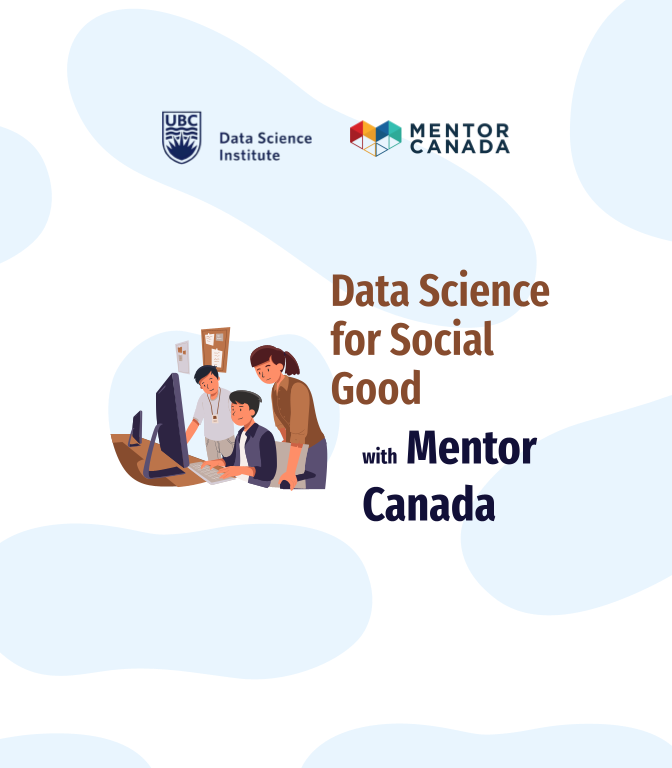 UBC
Data Science
Institute
MENTOR
CANADA
Data Science
for Social
Good
with Mentor
Canada